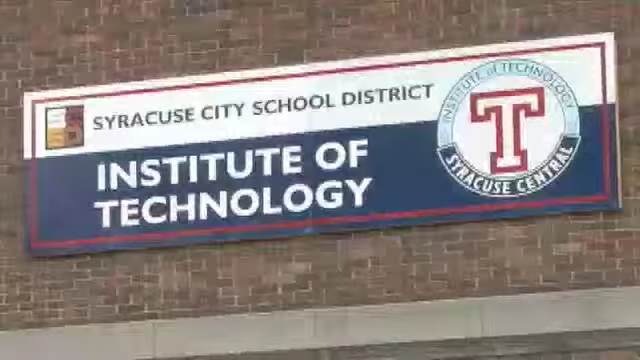 SYRACUSE CITY SCHOOL DISTRICT
INSTITUTE OF
TECHNOLOGY
INSTITUTE of TECHNOLOGY
T
SYRACUSE CENTRAL